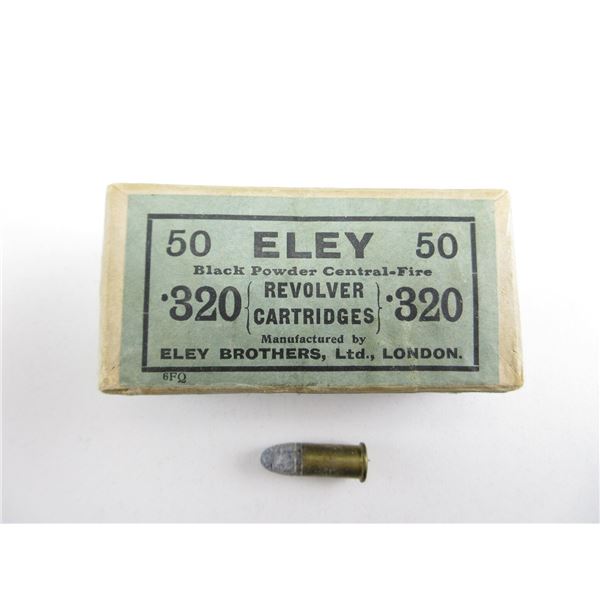 50 ELEY 50
Black Powder Central-Fire
·320 { REVOLVER CARTRIDGES } ·320
Manufactured by
ELEY BROTHERS, Ltd., LONDON.
6FQ